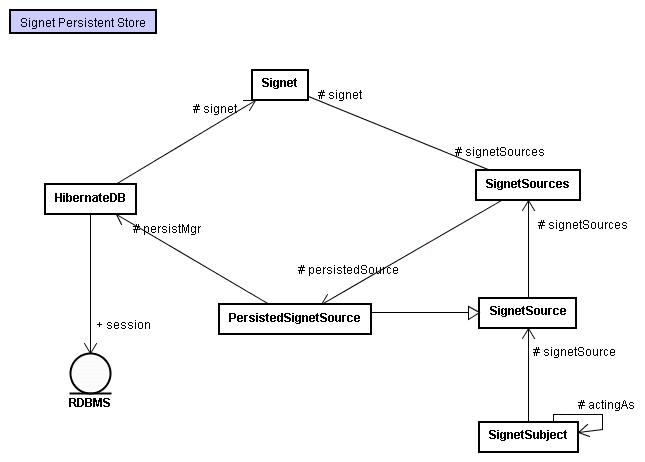 Signet Persistent Store
Signet
# signet
# signet
# signetSources
HibernateDB
SignetSources
# persistMgr
# signetSources
# persistedSource
PersistedSignetSource
SignetSource
+ session
# signetSource
RDBMS
# actingAs
SignetSubject